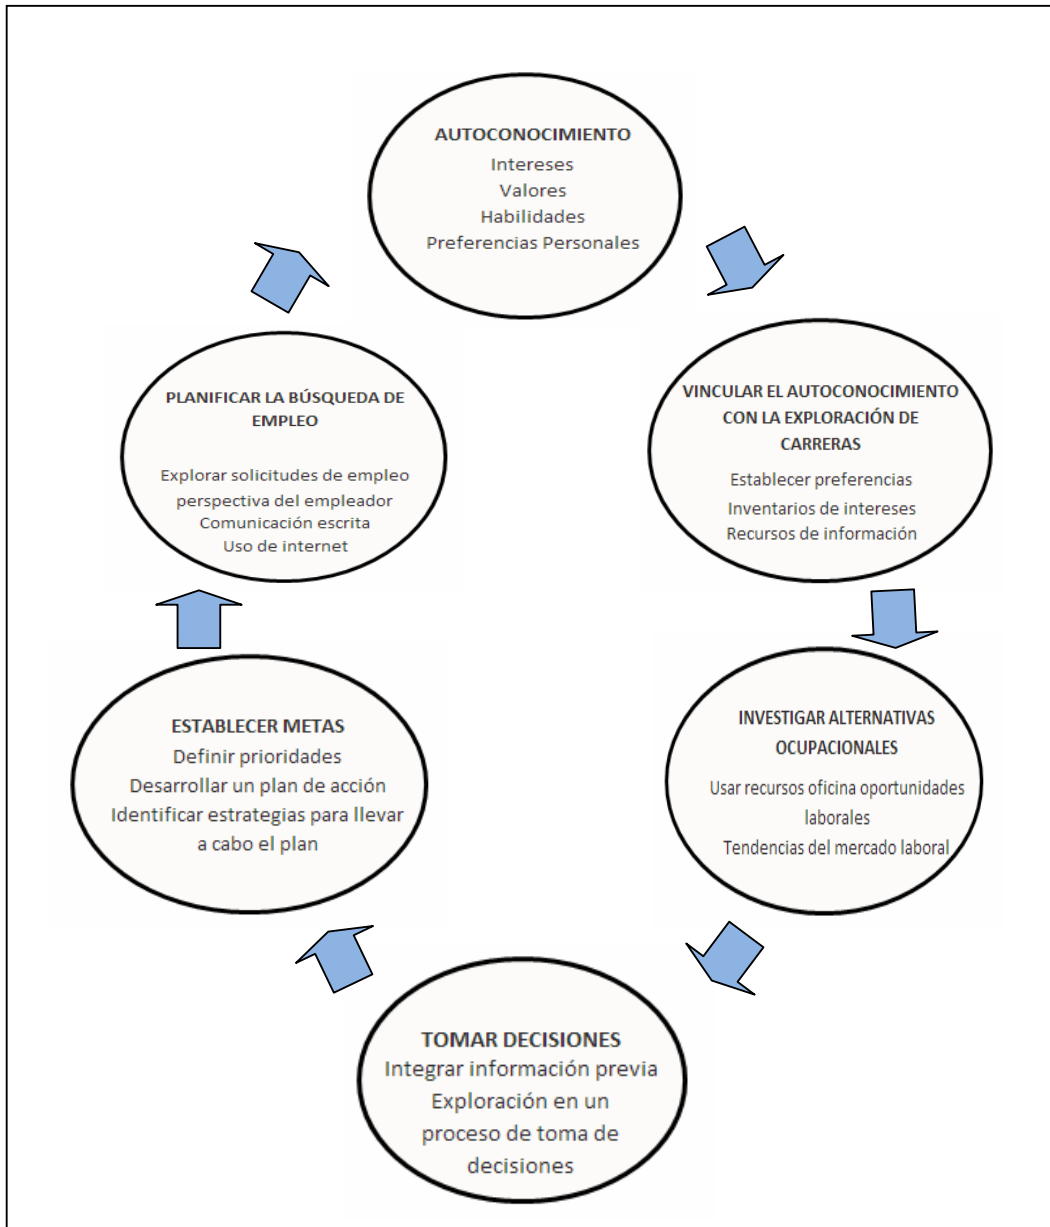 AUTOCONOCIMIENTO
Intereses
Valores
Habilidades
Preferencias Personales
VINCULAR EL AUTOCONOCIMIENTO
CON LA EXPLORACIÓN DE
CARRERAS
Establecer preferencias
Inventarios de intereses
Recursos de información
INVESTIGAR ALTERNATIVAS
OCUPACIONALES
Usar recursos oficina oportunidades
laborales
Tendencias del mercado laboral
TOMAR DECISIONES
Integrar información previa
Exploración en un
proceso de toma de
decisiones
ESTABLECER METAS
Definir prioridades
Desarrollar un plan de acción
Identificar estrategias para llevar
a cabo el plan
PLANIFICAR LA BÚSQUEDA DE
EMPLEO
Explorar solicitudes de empleo
perspectiva del empleador
Comunicación escrita
Uso de internet